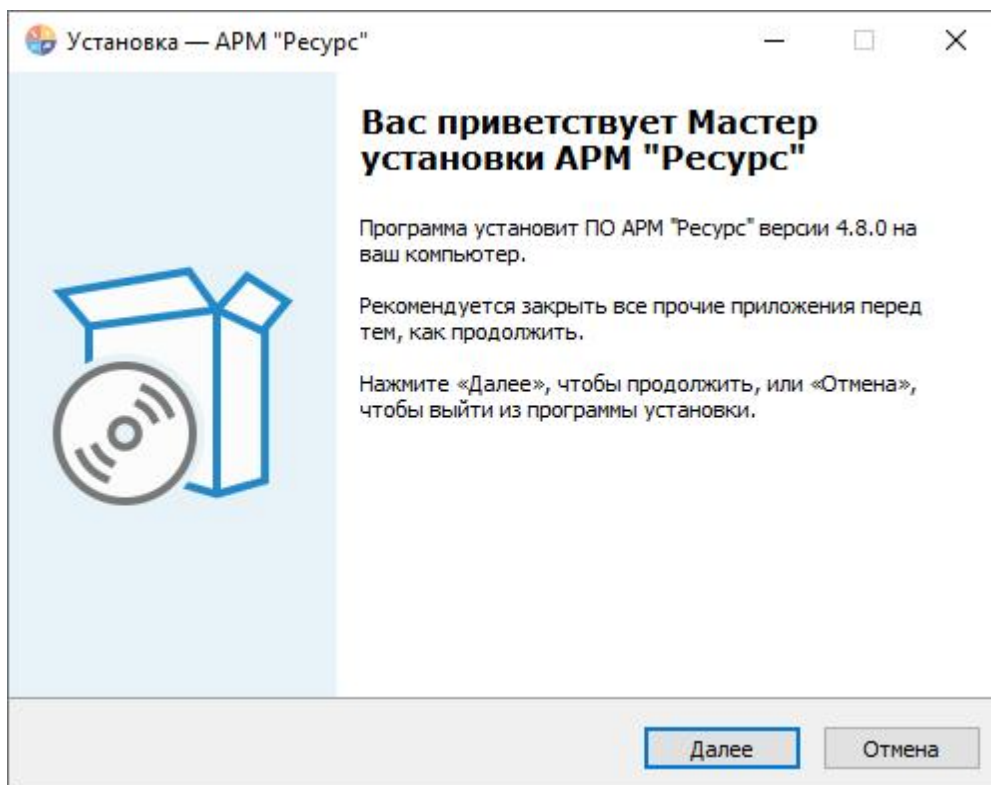 Установка — АРМ "Ресурс"
Вас приветствует Мастер
установки АРМ "Ресурс"
Программа установит ПО АРМ "Ресурс" версии 4.8.0 на
ваш компьютер.
Рекомендуется закрыть все прочие приложения перед
тем, как продолжить.
Нажмите «Далее», чтобы продолжить, или «Отмена»,
чтобы выйти из программы установки.
Далее
Отмена